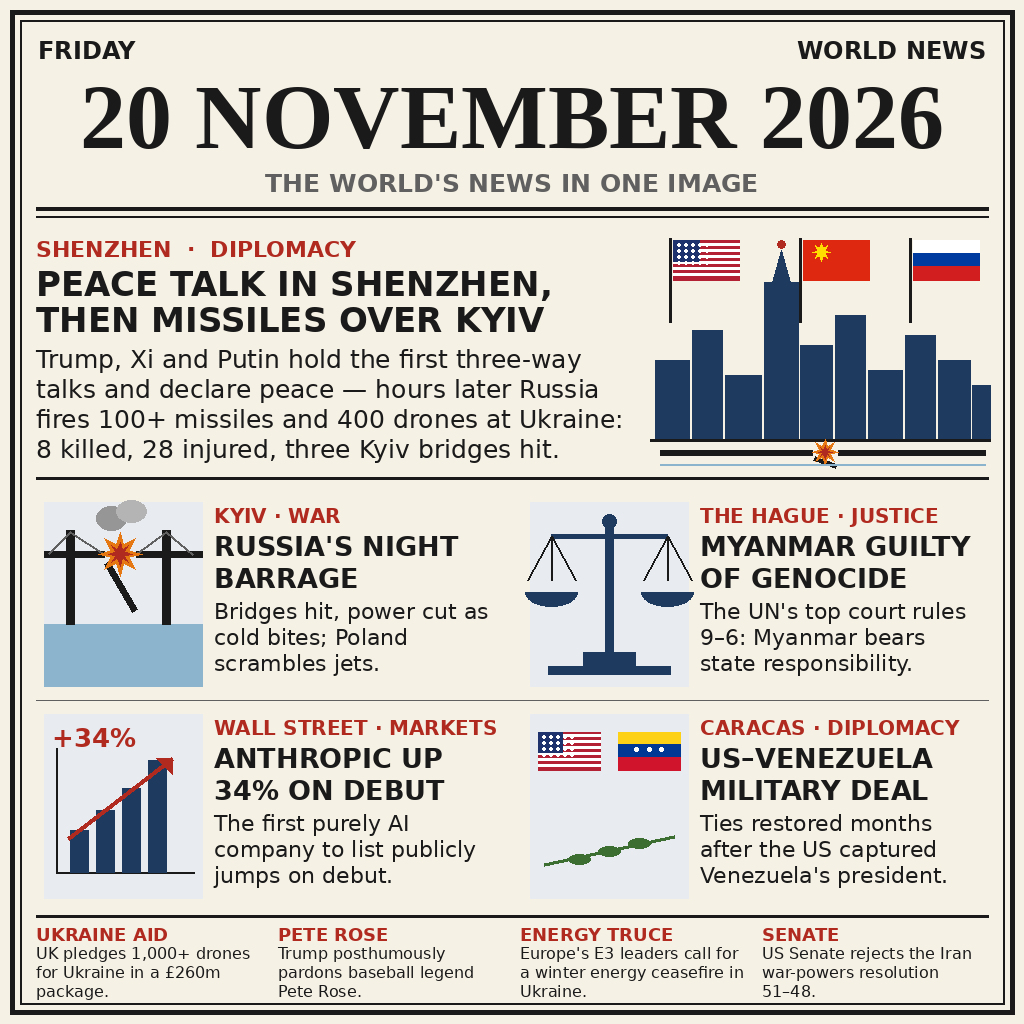 FRIDAY
WORLD NEWS
20 NOVEMBER 2026
THE WORLD'S NEWS IN ONE IMAGE
SHENZHEN · DIPLOMACY
PEACE TALK IN SHENZHEN,
THEN MISSILES OVER KYIV
Trump, Xi and Putin hold the first three-way
talks and declare peace — hours later Russia
fires 100+ missiles and 400 drones at Ukraine:
8 killed, 28 injured, three Kyiv bridges hit.
KYIV · WAR
RUSSIA'S NIGHT
BARRAGE
Bridges hit, power cut as
cold bites; Poland
scrambles jets.
THE HAGUE · JUSTICE
MYANMAR GUILTY
OF GENOCIDE
The UN's top court rules
9–6: Myanmar bears
state responsibility.
+34%
WALL STREET · MARKETS
ANTHROPIC UP
34% ON DEBUT
The first purely AI
company to list publicly
jumps on debut.
CARACAS · DIPLOMACY
US–VENEZUELA
MILITARY DEAL
Ties restored months
after the US captured
Venezuela's president.
UKRAINE AID
UK pledges 1,000+ drones
for Ukraine in a £260m
package.
PETE ROSE
Trump posthumously
pardons baseball legend
Pete Rose.
ENERGY TRUCE
Europe's E3 leaders call for
a winter energy ceasefire in
Ukraine.
SENATE
US Senate rejects the Iran
war-powers resolution
51–48.